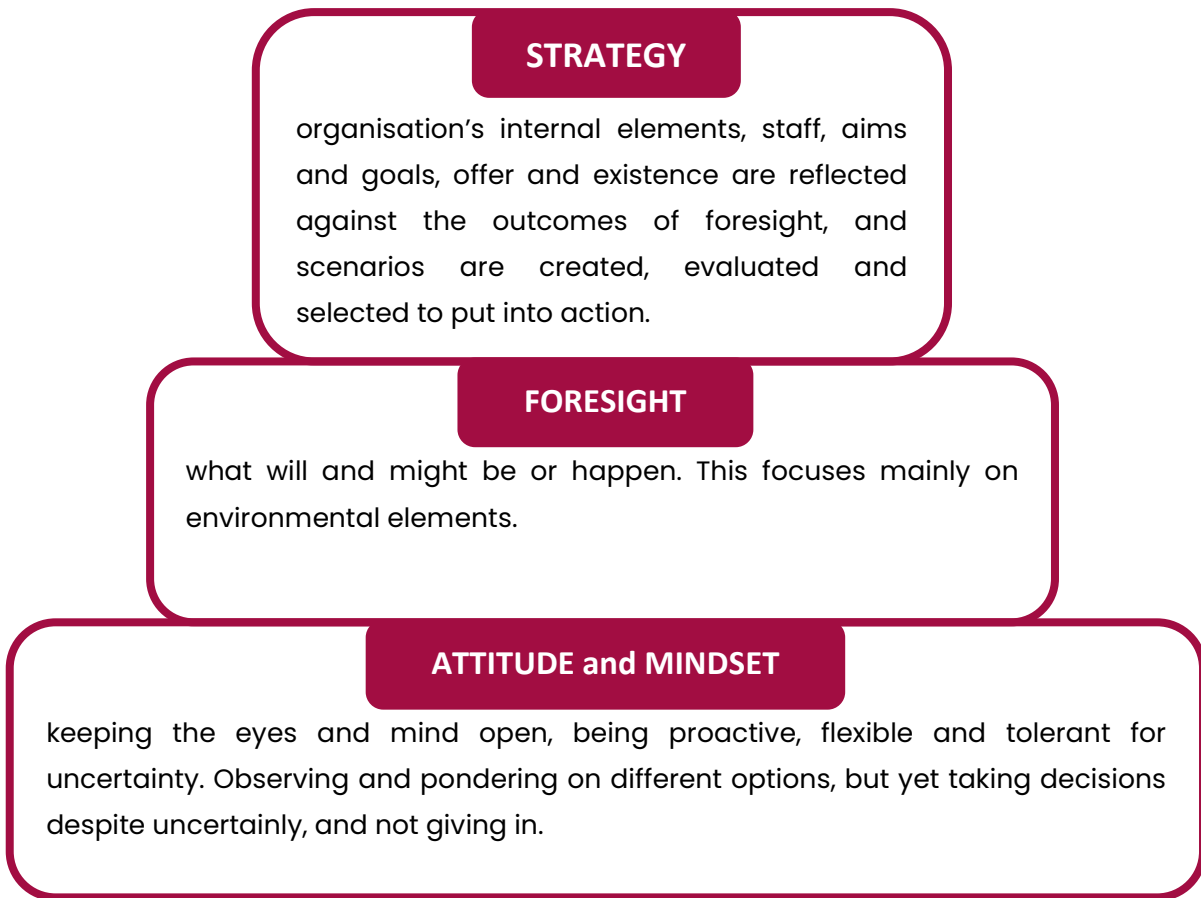 STRATEGY
organisation’s internal elements, staff, aims
and goals, offer and existence are reflected
against the outcomes of foresight, and
scenarios are created, evaluated and
selected to put into action.
FORESIGHT
what will and might be or happen. This focuses mainly on
environmental elements.
ATTITUDE and MINDSET
keeping the eyes and mind open, being proactive, flexible and tolerant for
uncertainty. Observing and pondering on different options, but yet taking decisions
despite uncertainly, and not giving in.